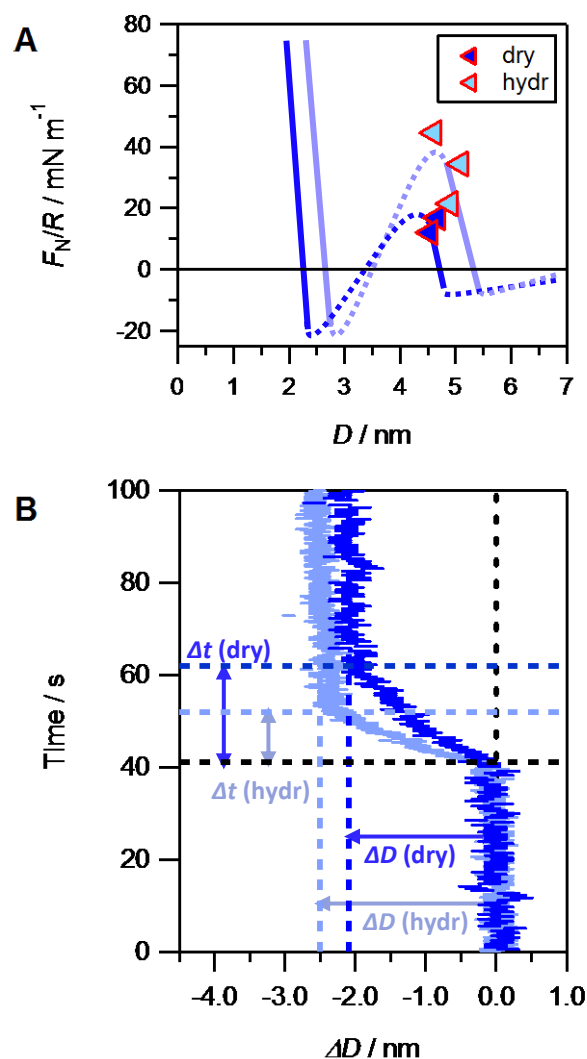 A
80
60
40
20
0
-20
F_N/R / mN m⁻¹
dry
hydr
0 1 2 3 4 5 6 7
D / nm
B
100
80
60
40
20
0
Time / s
Δt (dry)
Δt (hydr)
ΔD (dry)
ΔD (hydr)
-4.0 -3.0 -2.0 -1.0 0.0 1.0
ΔD / nm